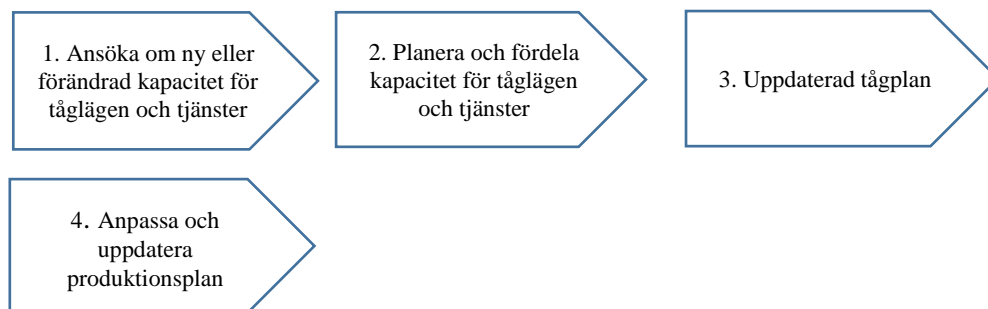 1. Ansöka om ny eller
förändrad kapacitet för
tåglägen och tjänster
2. Planera och fördela
kapacitet för tåglägen
och tjänster
3. Uppdaterad tågplan
4. Anpassa och
uppdatera
produktionsplan